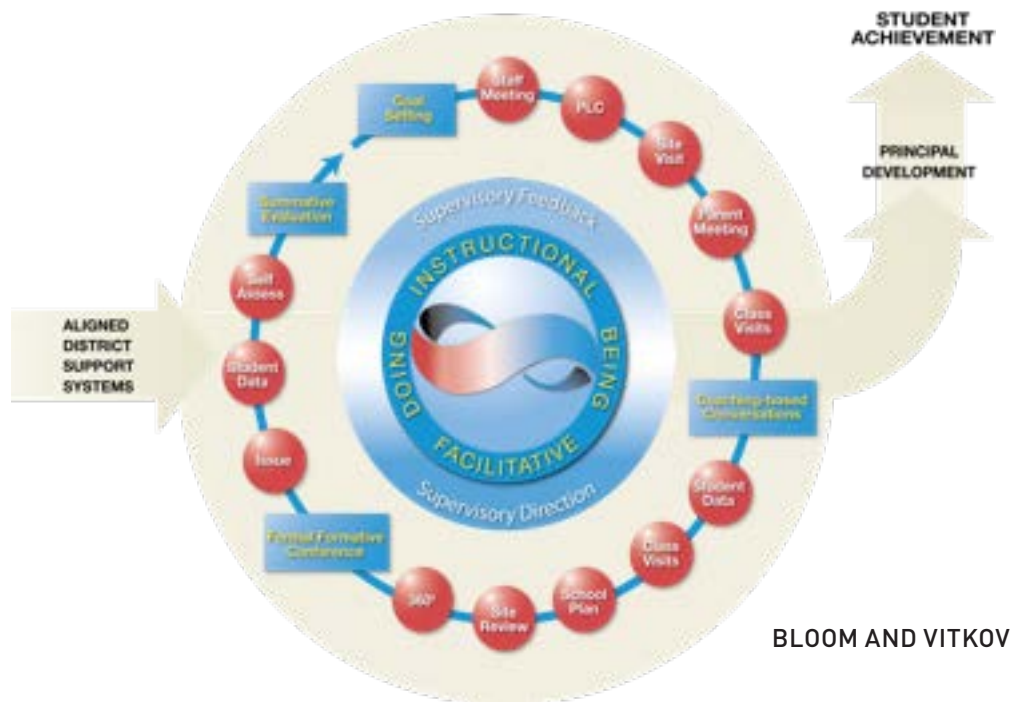 STUDENT
ACHIEVEMENT
PRINCIPAL
DEVELOPMENT
ALIGNED
DISTRICT
SUPPORT
SYSTEMS
Goal
Setting
Staff
Meeting
PLC
Site
Visit
Parent
Meeting
Class
Visits
Coaching-based
Conversations
Student
Data
Class
Visits
School
Plan
Site
Review
360°
Formal Formative
Conference
Issue
Student
Data
Self
Assess
Summative
Evaluation
Supervisory Feedback
INSTRUCTIONAL
BEING
FACILITATIVE
DOING
Supervisory Direction
BLOOM AND VITKOV